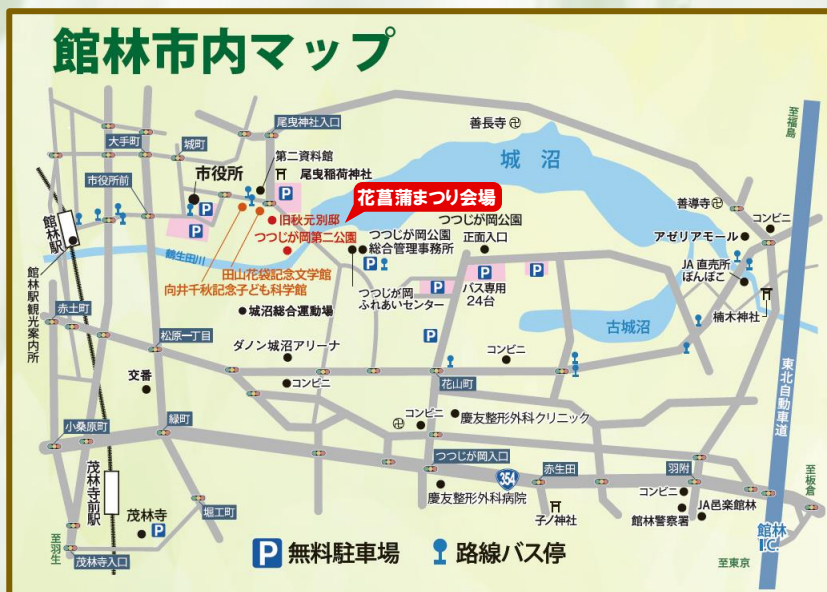 館林市内マップ
尾曳神社入口
善長寺
至福島
大手町
城町
第二資料館
城沼
市役所
尾曳稲荷神社
市役所前
花菖蒲まつり会場
善導寺
コンビニ
旧秋元別邸
つつじが岡公園
正面入口
アゼリアモール
館林駅
つつじが岡第二公園
つつじが岡公園
総合管理事務所
鶴生田川
JA直売所
ぽんぽこ
田山花袋記念文学館
向井千秋記念子ども科学館
つつじが岡
ふれあいセンター
バス専用
24台
楠木神社
館林駅観光案内所
赤土町
城沼総合運動場
古城沼
松原一丁目
ダノン城沼アリーナ
コンビニ
東北自動車道
交番
コンビニ
花山町
小桑原町
緑町
コンビニ
慶友整形外科クリニック
つつじが岡入口
354
赤生田
羽附
至板倉
茂林寺前駅
慶友整形外科病院
コンビニ
茂林寺
堀工町
子ノ神社
館林警察署
JA邑楽館林
館林
I.C.
至羽生
茂林寺入口
P 無料駐車場
路線バス停
至東京